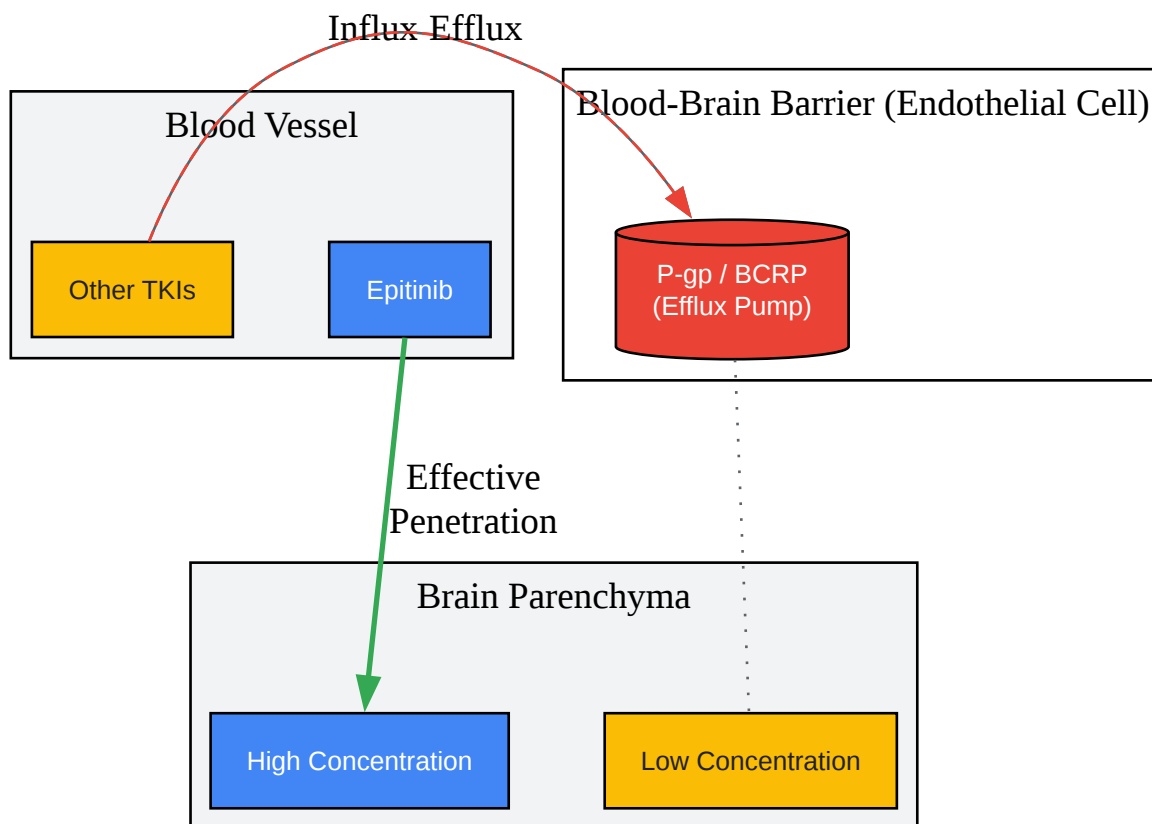 Influx Efflux
Blood Vessel
Blood-Brain Barrier (Endothelial Cell)
Other TKIs
Epitinib
P-gp / BCRP
(Efflux Pump)
Effective
Penetration
Brain Parenchyma
High Concentration
Low Concentration